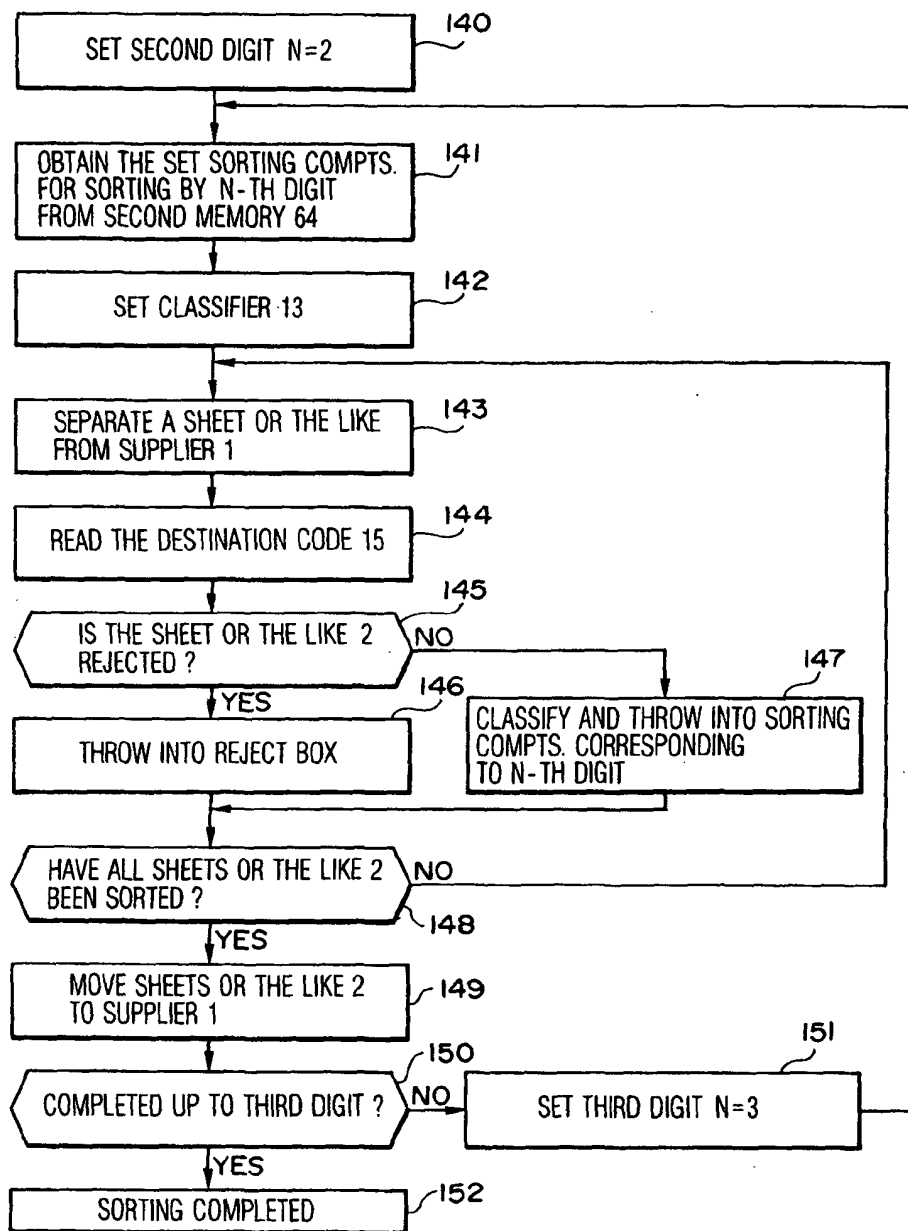 140
SET SECOND DIGIT N=2
141
OBTAIN THE SET SORTING COMPTS.
FOR SORTING BY N-TH DIGIT
FROM SECOND MEMORY 64
142
SET CLASSIFIER 13
143
SEPARATE A SHEET OR THE LIKE
FROM SUPPLIER 1
144
READ THE DESTINATION CODE 15
145
IS THE SHEET OR THE LIKE 2
REJECTED ?
NO
YES
146
THROW INTO REJECT BOX
147
CLASSIFY AND THROW INTO SORTING
COMPTS. CORRESPONDING
TO N-TH DIGIT
HAVE ALL SHEETS OR THE LIKE 2
BEEN SORTED ?
NO
148
YES
MOVE SHEETS OR THE LIKE 2
TO SUPPLIER 1
149
150
COMPLETED UP TO THIRD DIGIT ?
NO
151
SET THIRD DIGIT N=3
YES
SORTING COMPLETED
152